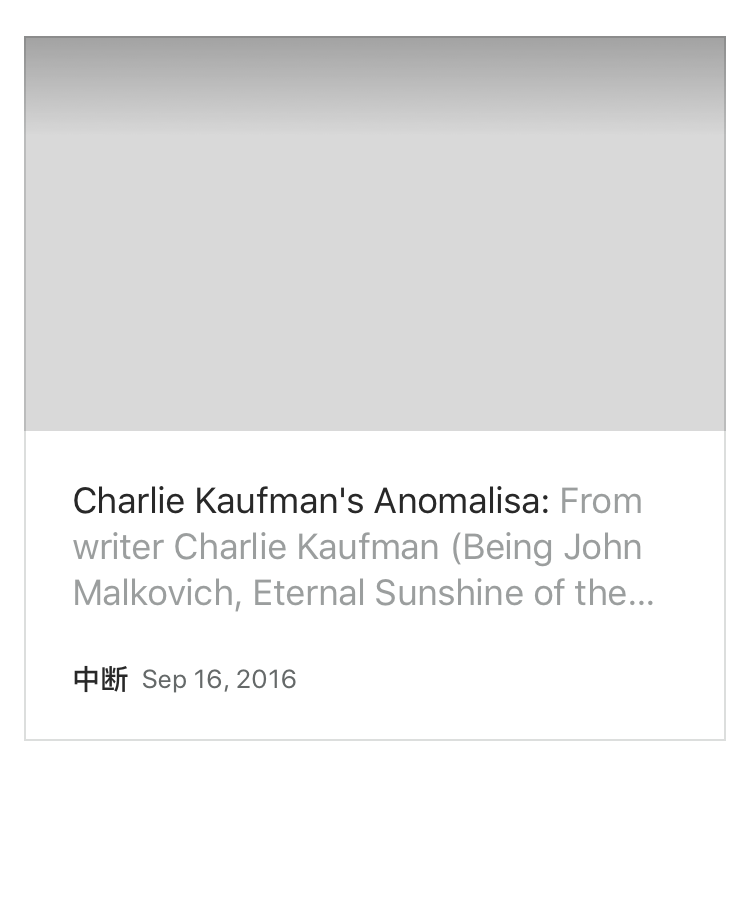 Charlie Kaufman's Anomalisa: From
writer Charlie Kaufman (Being John
Malkovich, Eternal Sunshine of the...
中断 Sep 16, 2016